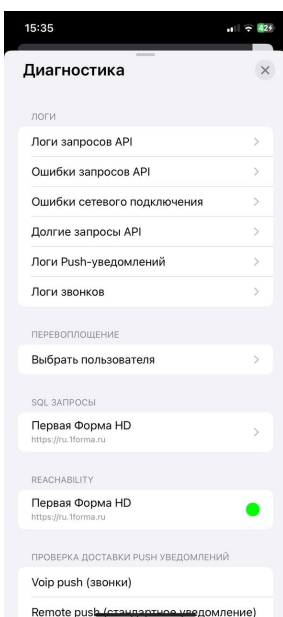 15:35
42
Диагностика
ЛОГИ
Логи запросов API
Ошибки запросов API
Ошибки сетевого подключения
Долгие запросы API
Логи Push-уведомлений
Логи звонков
ПЕРЕВОПЛОЩЕНИЕ
Выбрать пользователя
SQL ЗАПРОСЫ
Первая Форма HD
https://ru.1forma.ru
REACHABILITY
Первая Форма HD
https://ru.1forma.ru
ПРОВЕРКА ДОСТАВКИ PUSH УВЕДОМЛЕНИЙ
Voip push (звонки)
Remote push (стандартное уведомление)